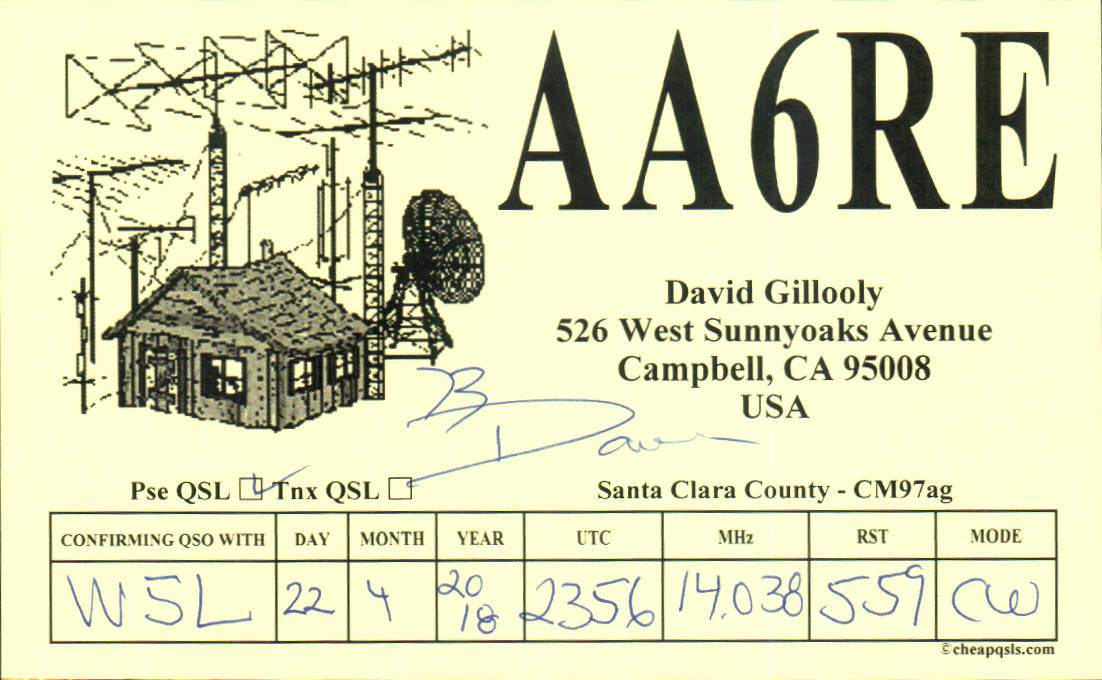 AA6RE
David Gillooly
526 West Sunnyoaks Avenue
Campbell, CA 95008
USA
73
Dave
Pse QSL ☑ Tnx QSL ☐
Santa Clara County - CM97ag
CONFIRMING QSO WITH DAY MONTH YEAR UTC MHz RST MODE
W5L 22 4 2018 2356 14.038 559 CW
©cheapqsls.com